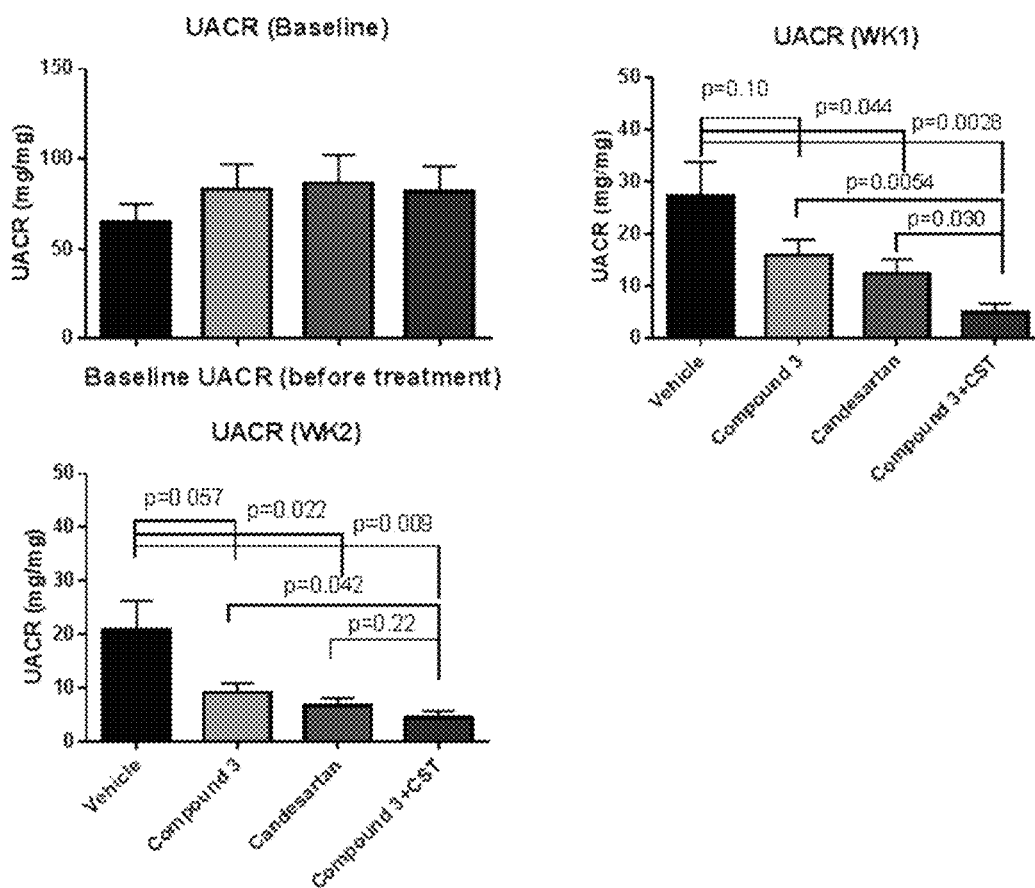 UACR (Baseline)
UACR (mg/mg)
150
100
50
0
Baseline UACR (before treatment)
UACR (WK1)
UACR (mg/mg)
50
40
30
20
10
0
p=0.10
p=0.044
p=0.0028
p=0.0054
p=0.030
Vehicle
Compound 3
Candesartan
Compound 3+CST
UACR (WK2)
UACR (mg/mg)
50
40
30
20
10
0
p=0.057
p=0.022
p=0.009
p=0.042
p=0.22
Vehicle
Compound 3
Candesartan
Compound 3+CST